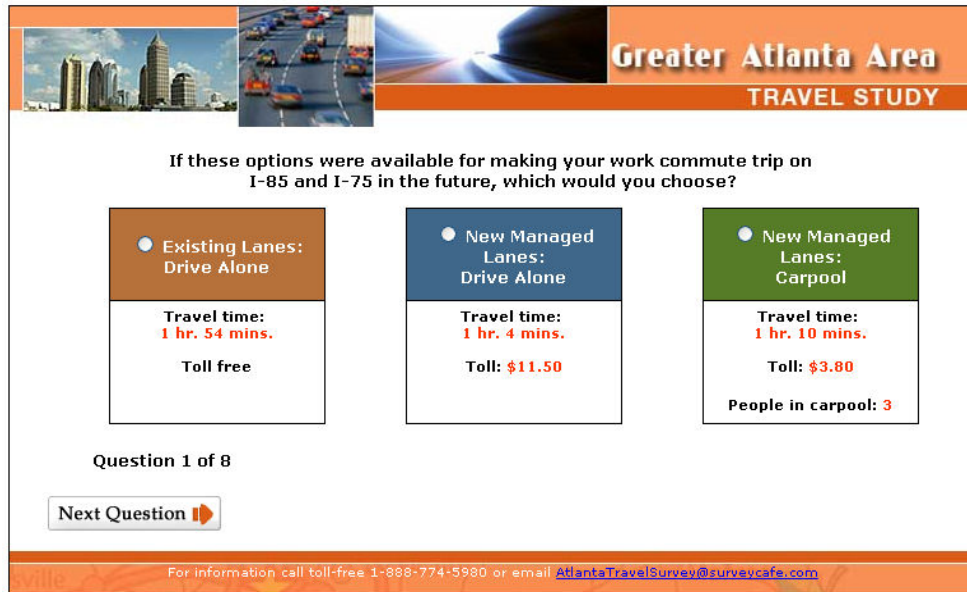 Greater Atlanta Area
TRAVEL STUDY
If these options were available for making your work commute trip on
I-85 and I-75 in the future, which would you choose?
Existing Lanes:
Drive Alone
Travel time:
1 hr. 54 mins.
Toll free
New Managed
Lanes:
Drive Alone
Travel time:
1 hr. 4 mins.
Toll: $11.50
New Managed
Lanes:
Carpool
Travel time:
1 hr. 10 mins.
Toll: $3.80
People in carpool: 3
Question 1 of 8
Next Question
For information call toll-free 1-888-774-5980 or email AtlantaTravelSurvey@surveycafe.com